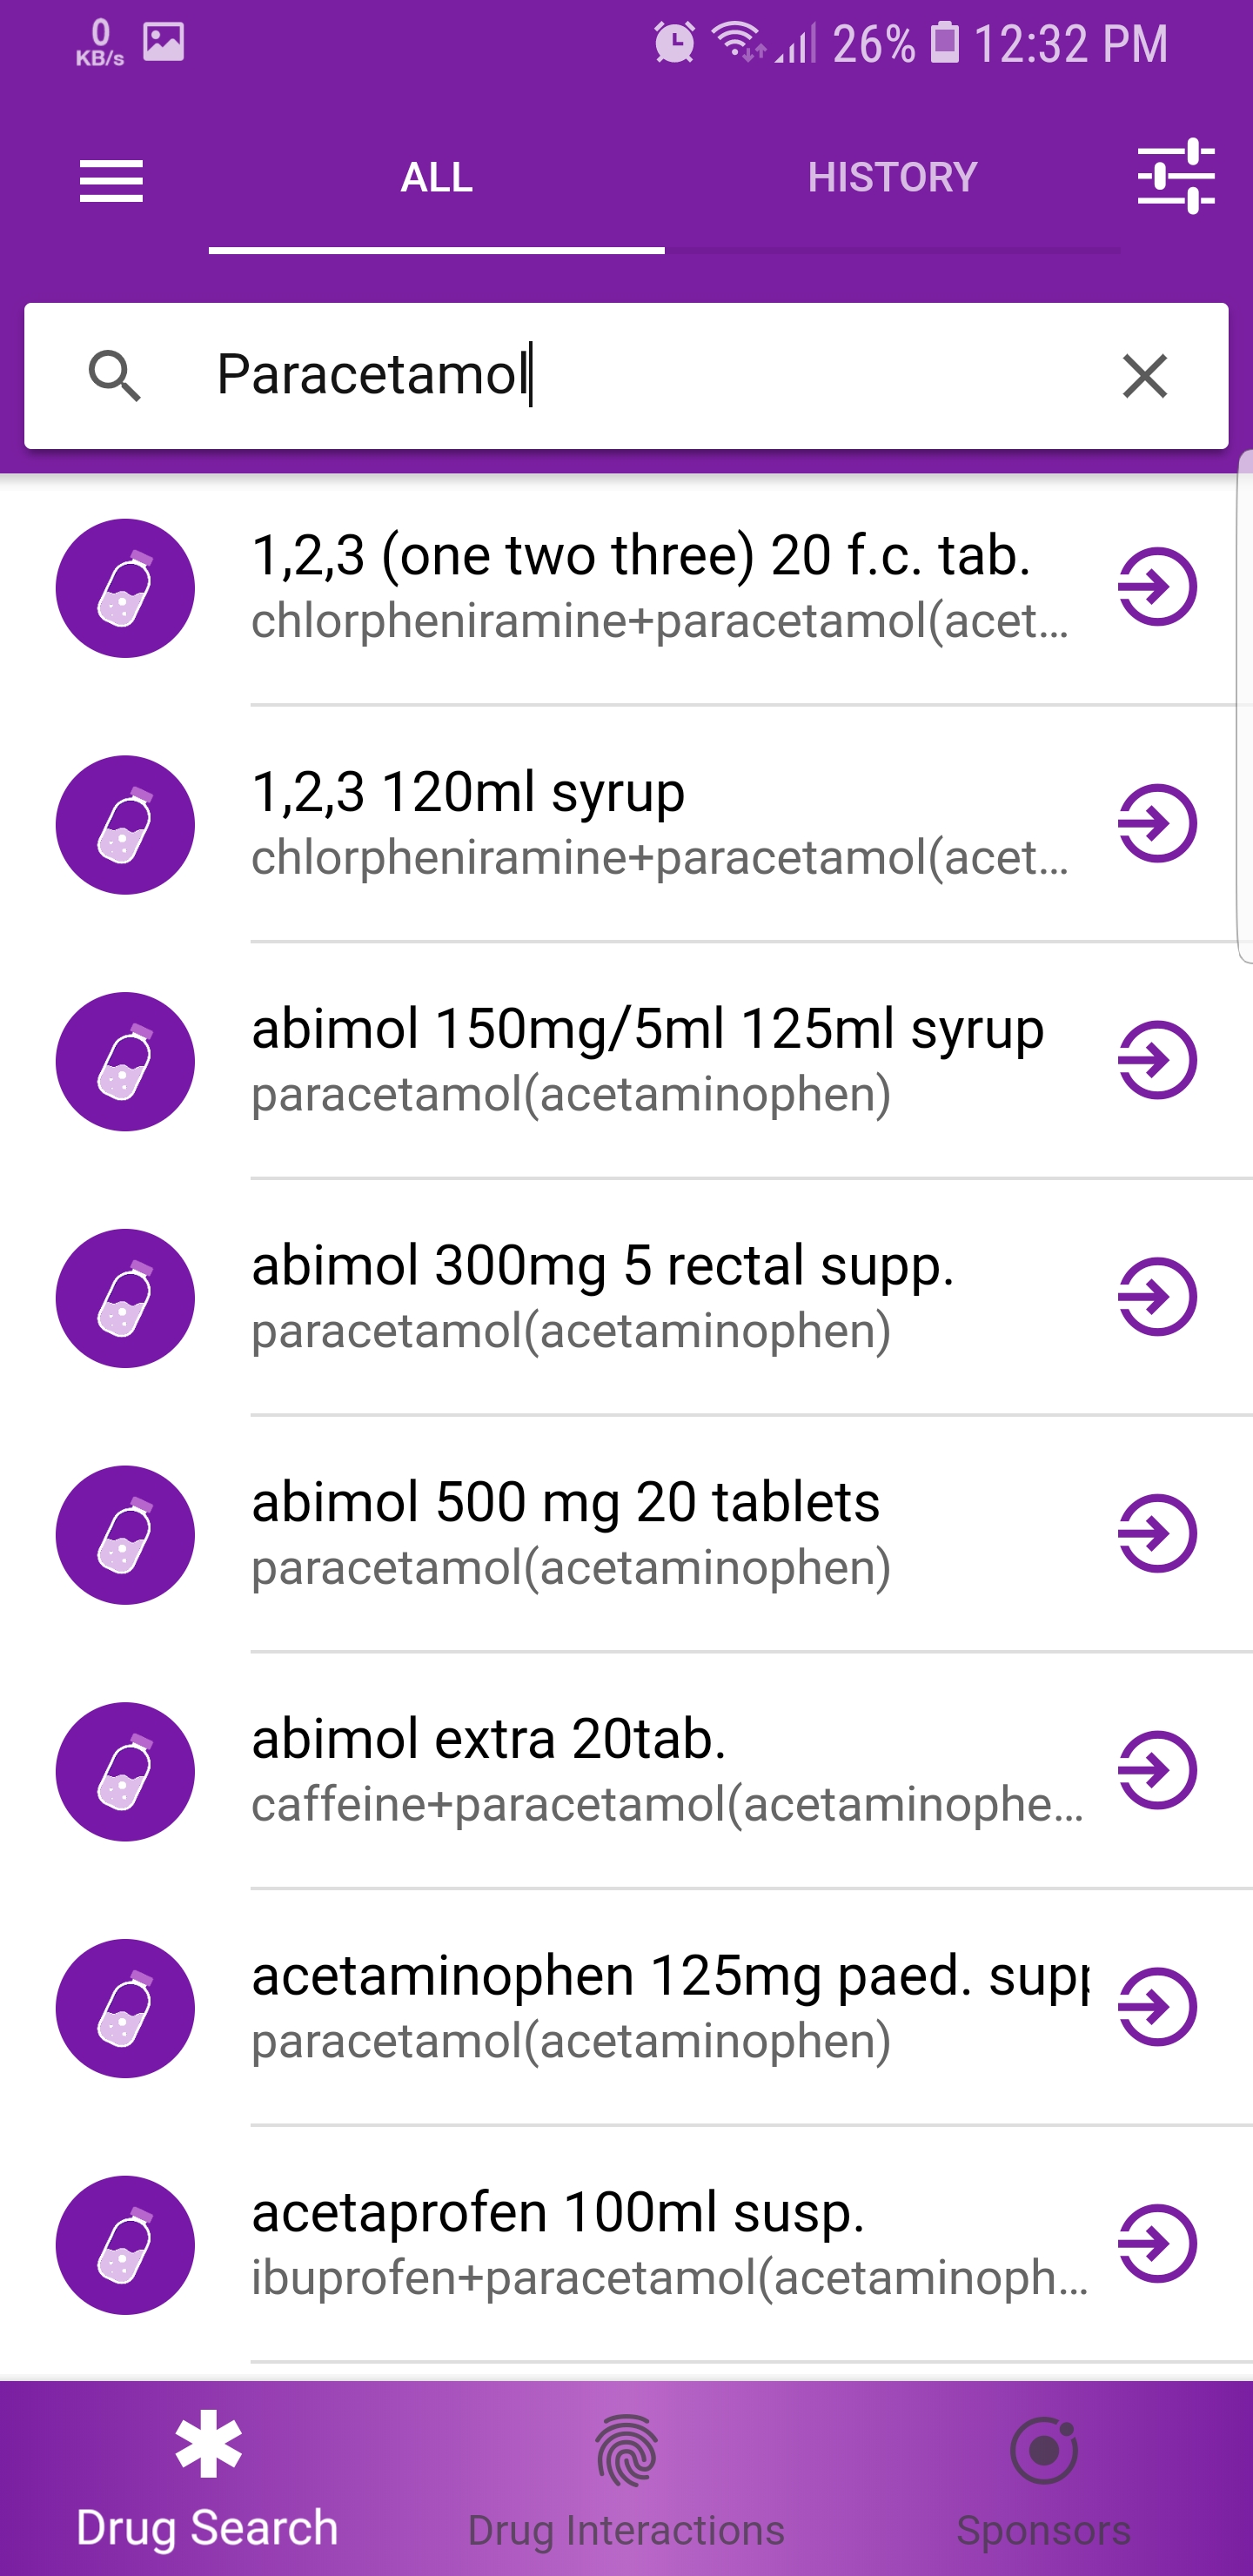 0
KB/s
26%
12:32 PM
ALL
HISTORY
Paracetamol
1,2,3 (one two three) 20 f.c. tab.
chlorpheniramine+paracetamol(acet...
1,2,3 120ml syrup
chlorpheniramine+paracetamol(acet...
abimol 150mg/5ml 125ml syrup
paracetamol(acetaminophen)
abimol 300mg 5 rectal supp.
paracetamol(acetaminophen)
abimol 500 mg 20 tablets
paracetamol(acetaminophen)
abimol extra 20tab.
caffeine+paracetamol(acetaminophe...
acetaminophen 125mg paed. supp
paracetamol(acetaminophen)
acetaprofen 100ml susp.
ibuprofen+paracetamol(acetaminoph...
Drug Search
Drug Interactions
Sponsors